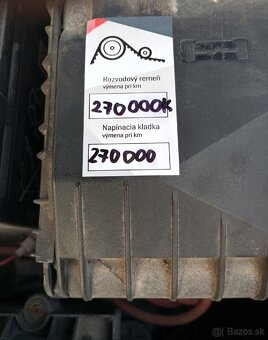 Rozvodový remeň
výmena pri km
270 000K
Napínacia kladka
výmena pri km
270 000
Bazos.sk